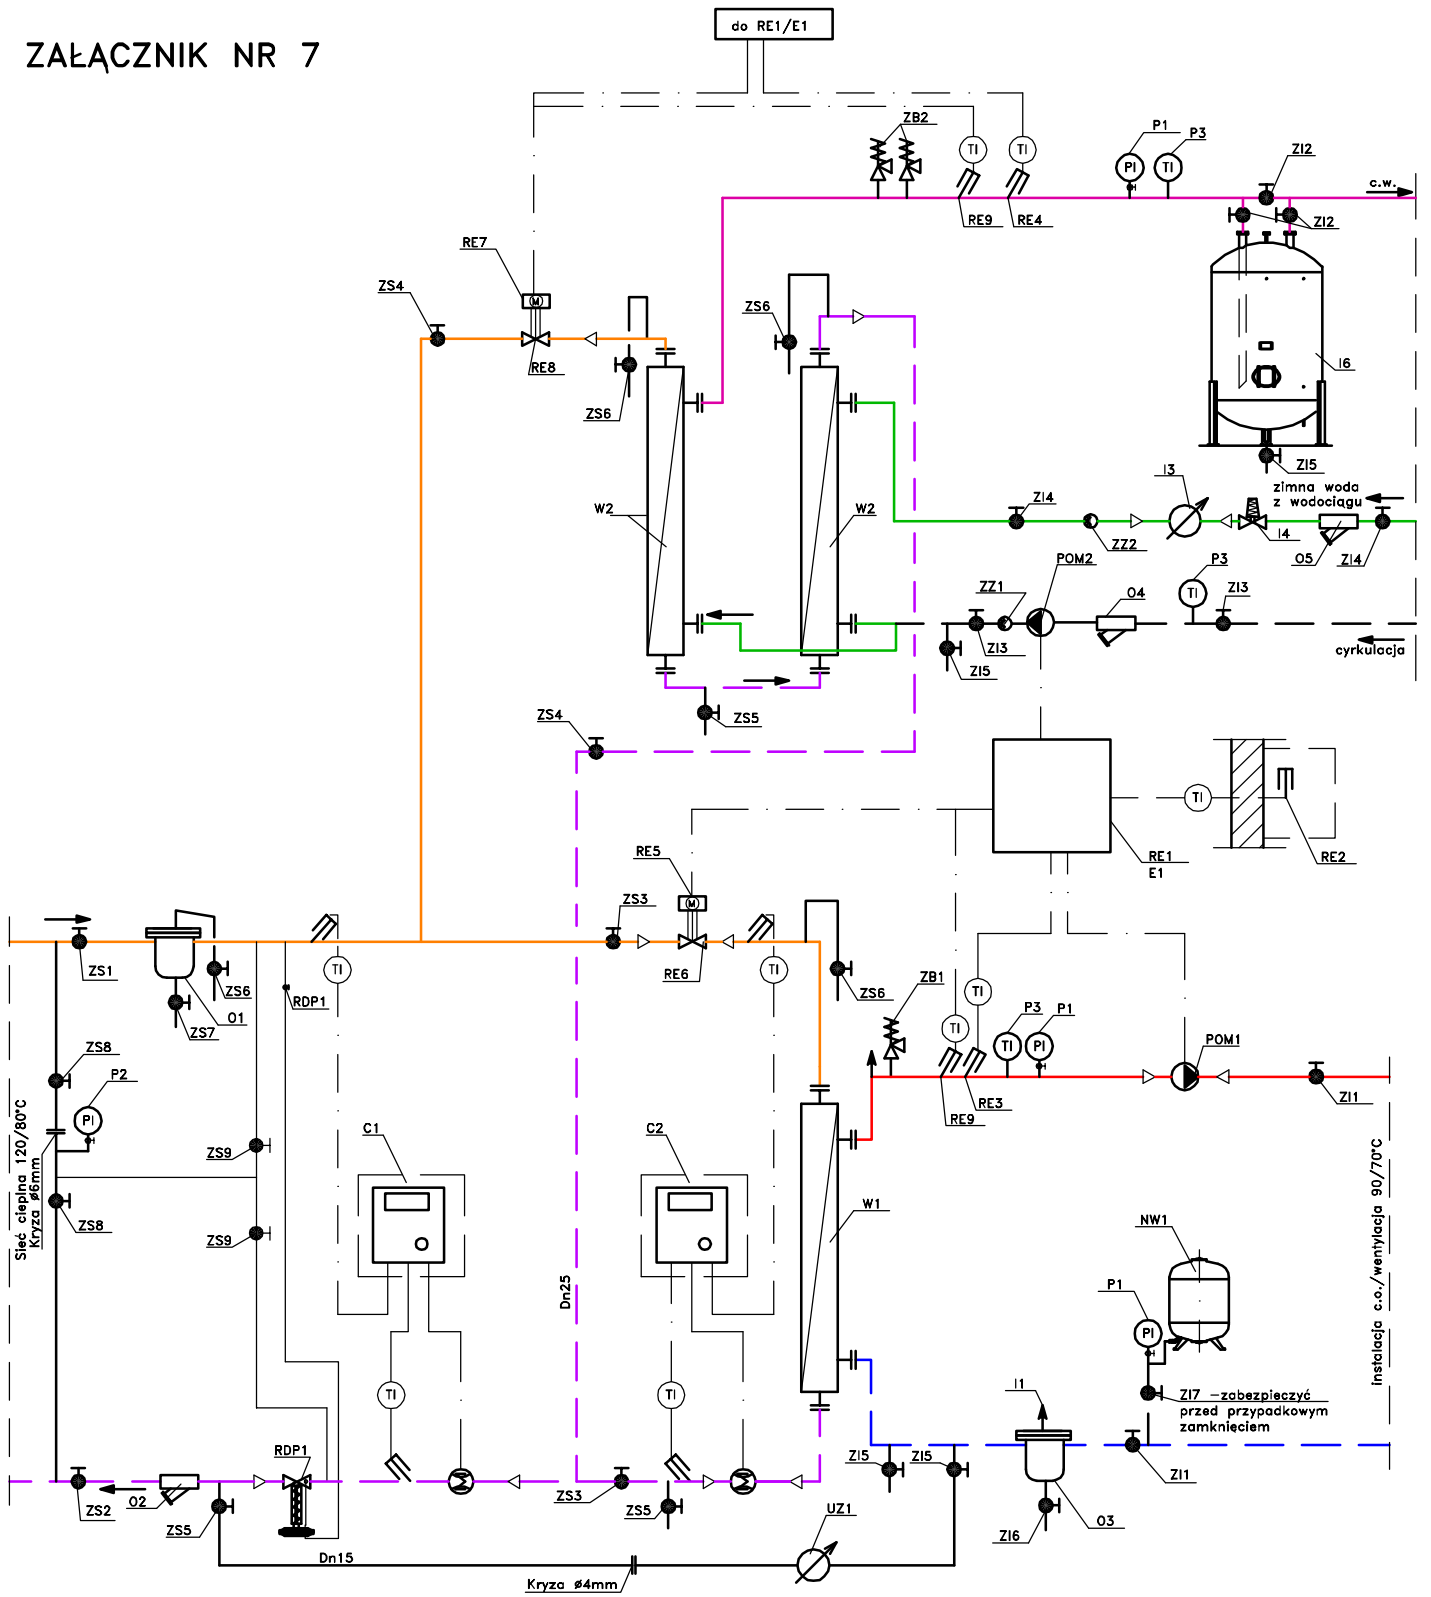 do RE1/E1
ZAŁĄCZNIK NR 7
ZB2
P1
P3
ZI2
TI
TI
PI
TI
c.w.
RE9
RE4
ZI2
RE7
ZS4
M
ZS6
RE8
I6
ZS6
I3
ZI5
zimna woda
z wodociągu
W2
W2
ZI4
ZZ2
I4
O5
ZI4
POM2
P3
ZZ1
O4
TI
ZI3
ZI3
ZI5
cyrkulacja
ZS4
ZS5
TI
RE5
RE1
E1
RE2
ZS3
M
ZS1
ZS6
TI
RE6
TI
ZS6
ZB1
RDP1
TI
O1
ZS7
P3
P1
TI
TI
PI
POM1
ZS8
P2
PI
RE9
RE3
ZI1
Sieć cieplna 120/80°C
Kryza ø6mm
C1
C2
ZS9
instalacja c.o./wentylacja 90/70°C
ZS8
W1
NW1
ZS9
Dn25
P1
PI
TI
TI
I1
ZI7 -zabezpieczyć
przed przypadkowym
zamknięciem
RDP1
ZI5
ZI5
ZI1
ZS2
O2
ZS3
ZS5
ZS5
UZ1
O3
ZI6
Dn15
Kryza ø4mm